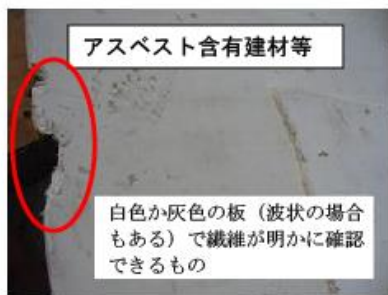 アスベスト含有建材等
白色か灰色の板（波状の場合
もある）で繊維が明かに確認
できるもの